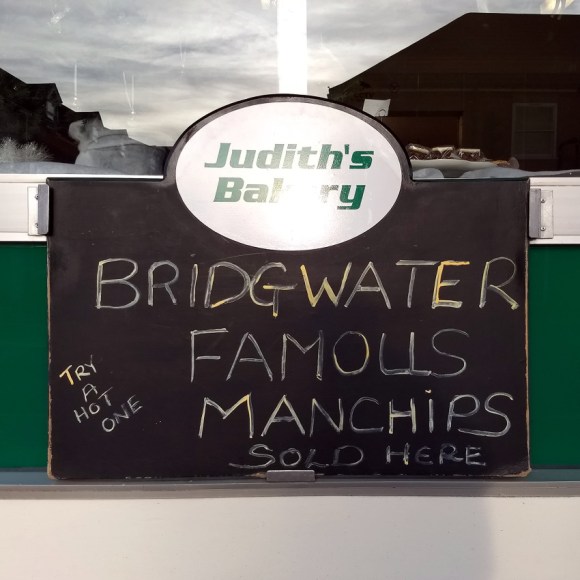 Judith's
Bakery
BRIDGWATER
FAMOUS
MANCHiPS
SOLD HERE
TRY
A
HOT
ONE